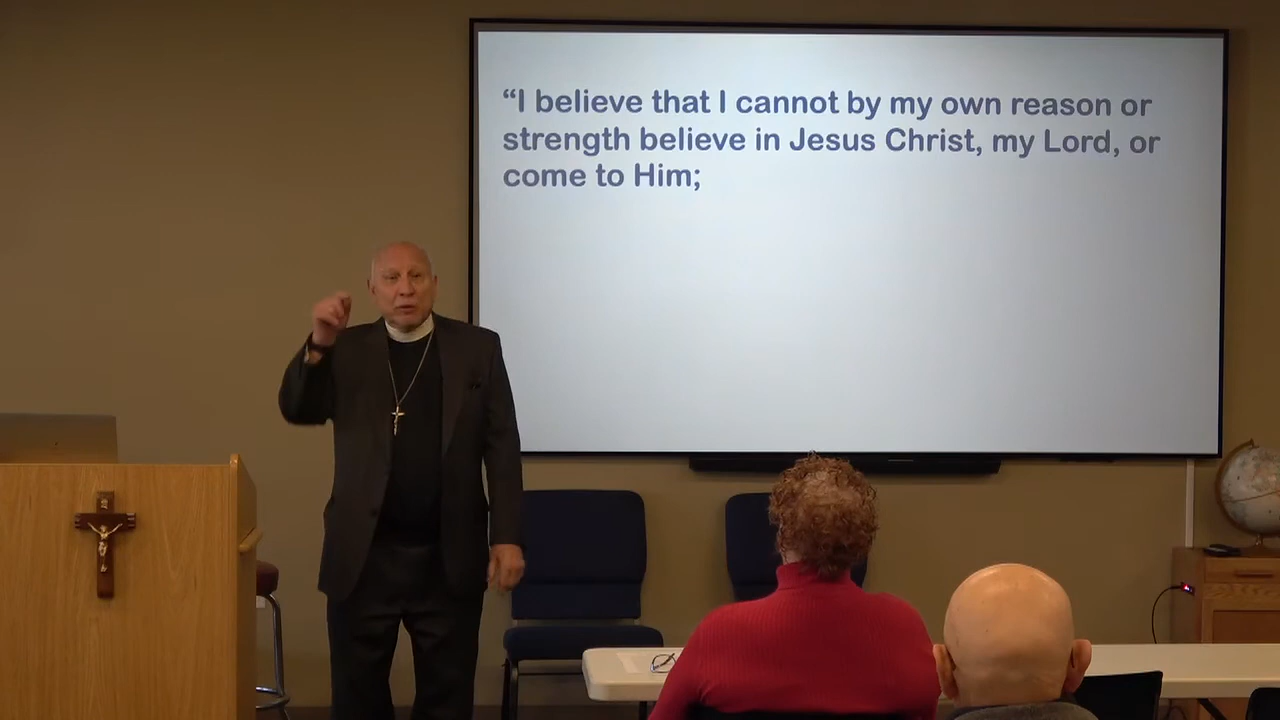 “I believe that I cannot by my own reason or
strength believe in Jesus Christ, my Lord, or
come to Him;